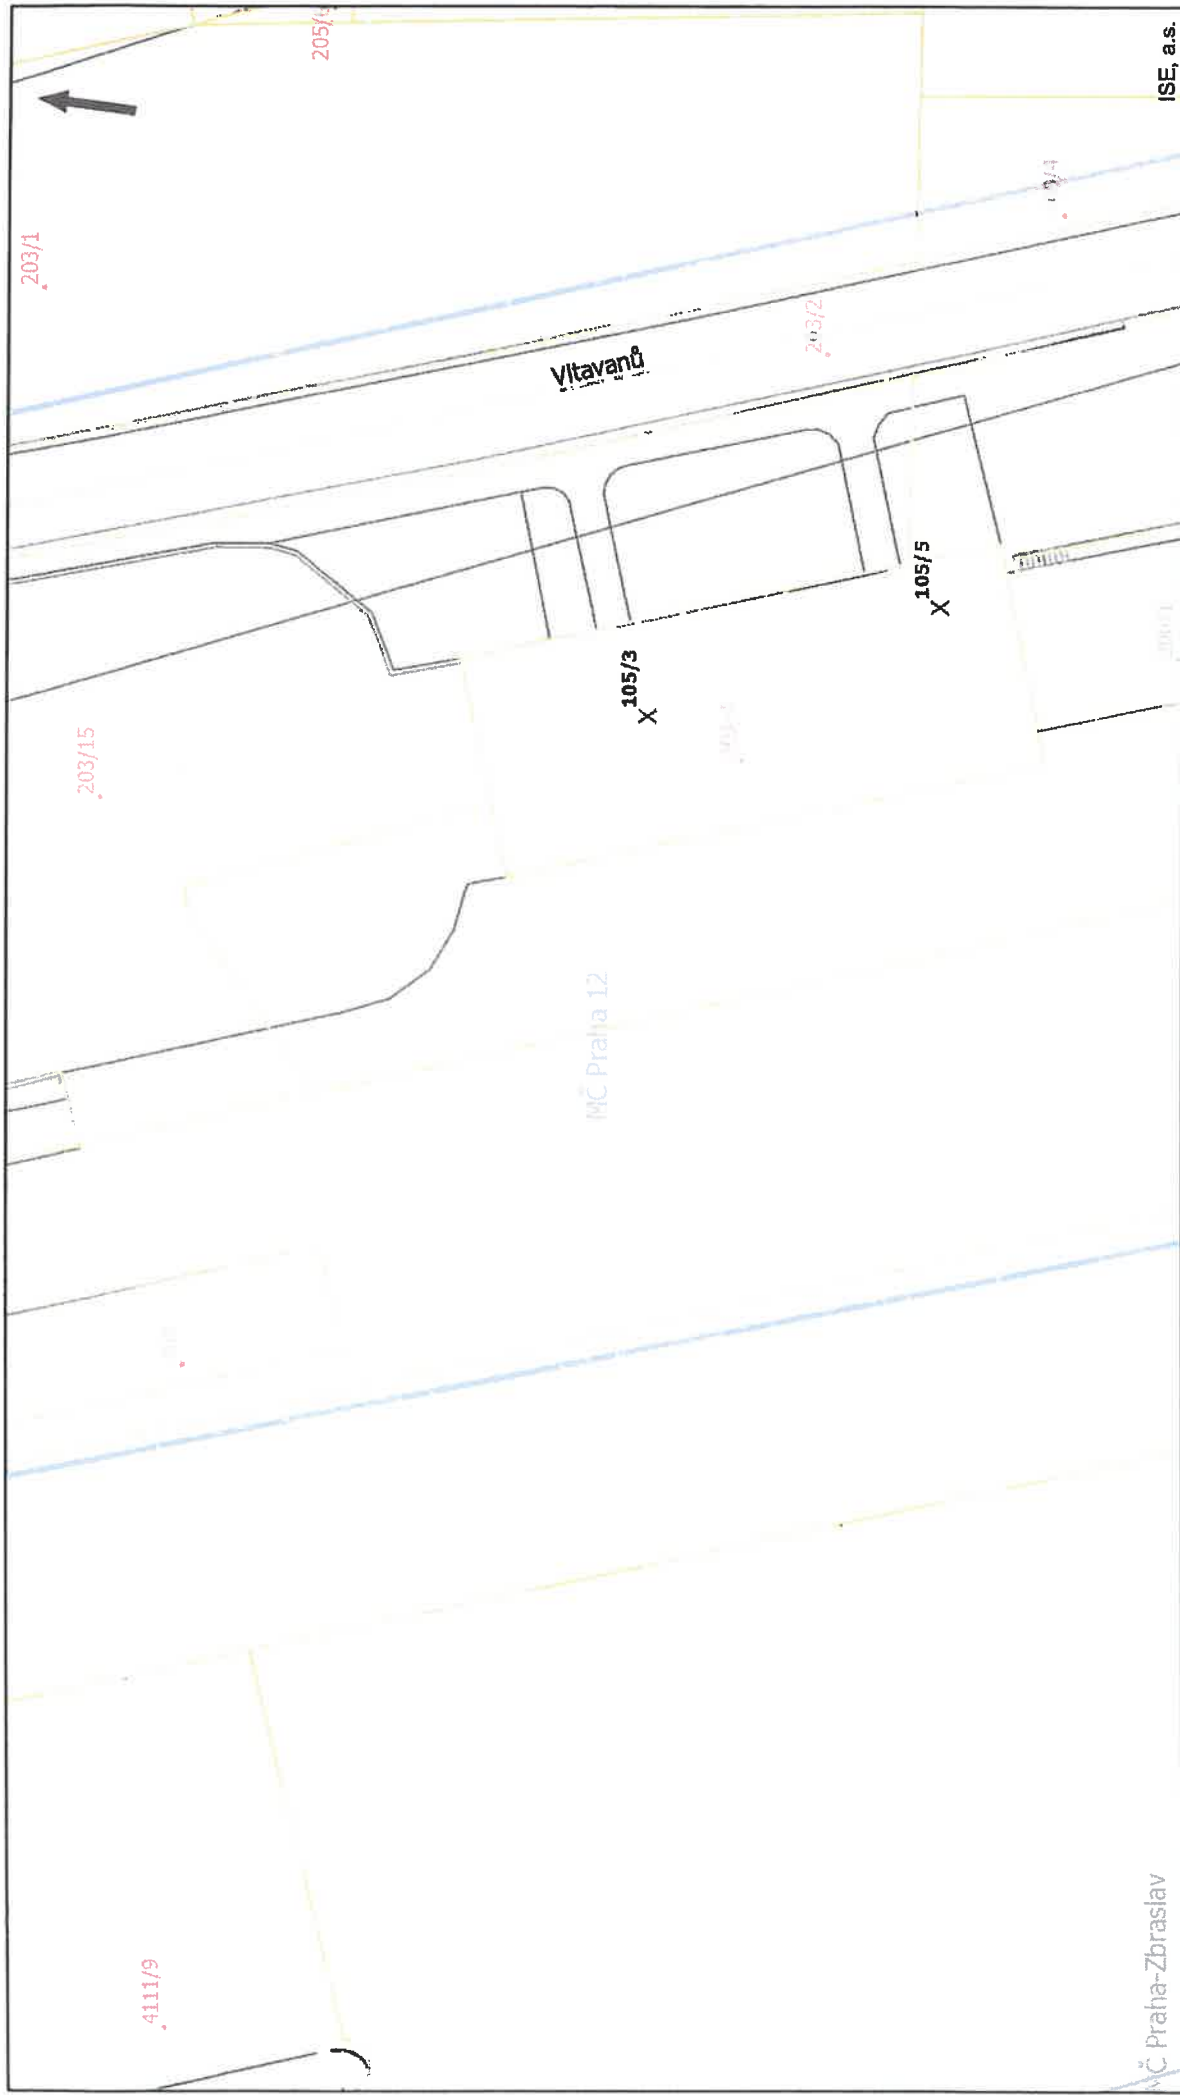 4111/9
MČ Praha-Zbraslav
MČ Praha 12
203/15
105/3
105/5
Vltavanů
203/2
203/1
ISE, a.s.